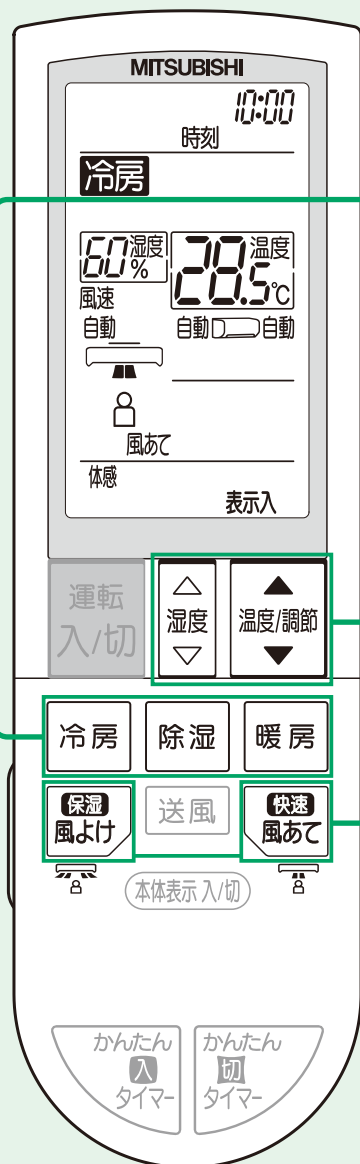 MITSUBISHI
10:00
時刻
冷房
60% 湿度
28.5℃ 温度
風速
自動
自動 自動
風あて
体感
表示入
運転
入/切
△
湿度
▽
▲
温度/調節
▼
冷房
除湿
暖房
保湿
風よけ
送風
快速
風あて
本体表示 入/切
かんたん
入
タイマー
かんたん
切
タイマー